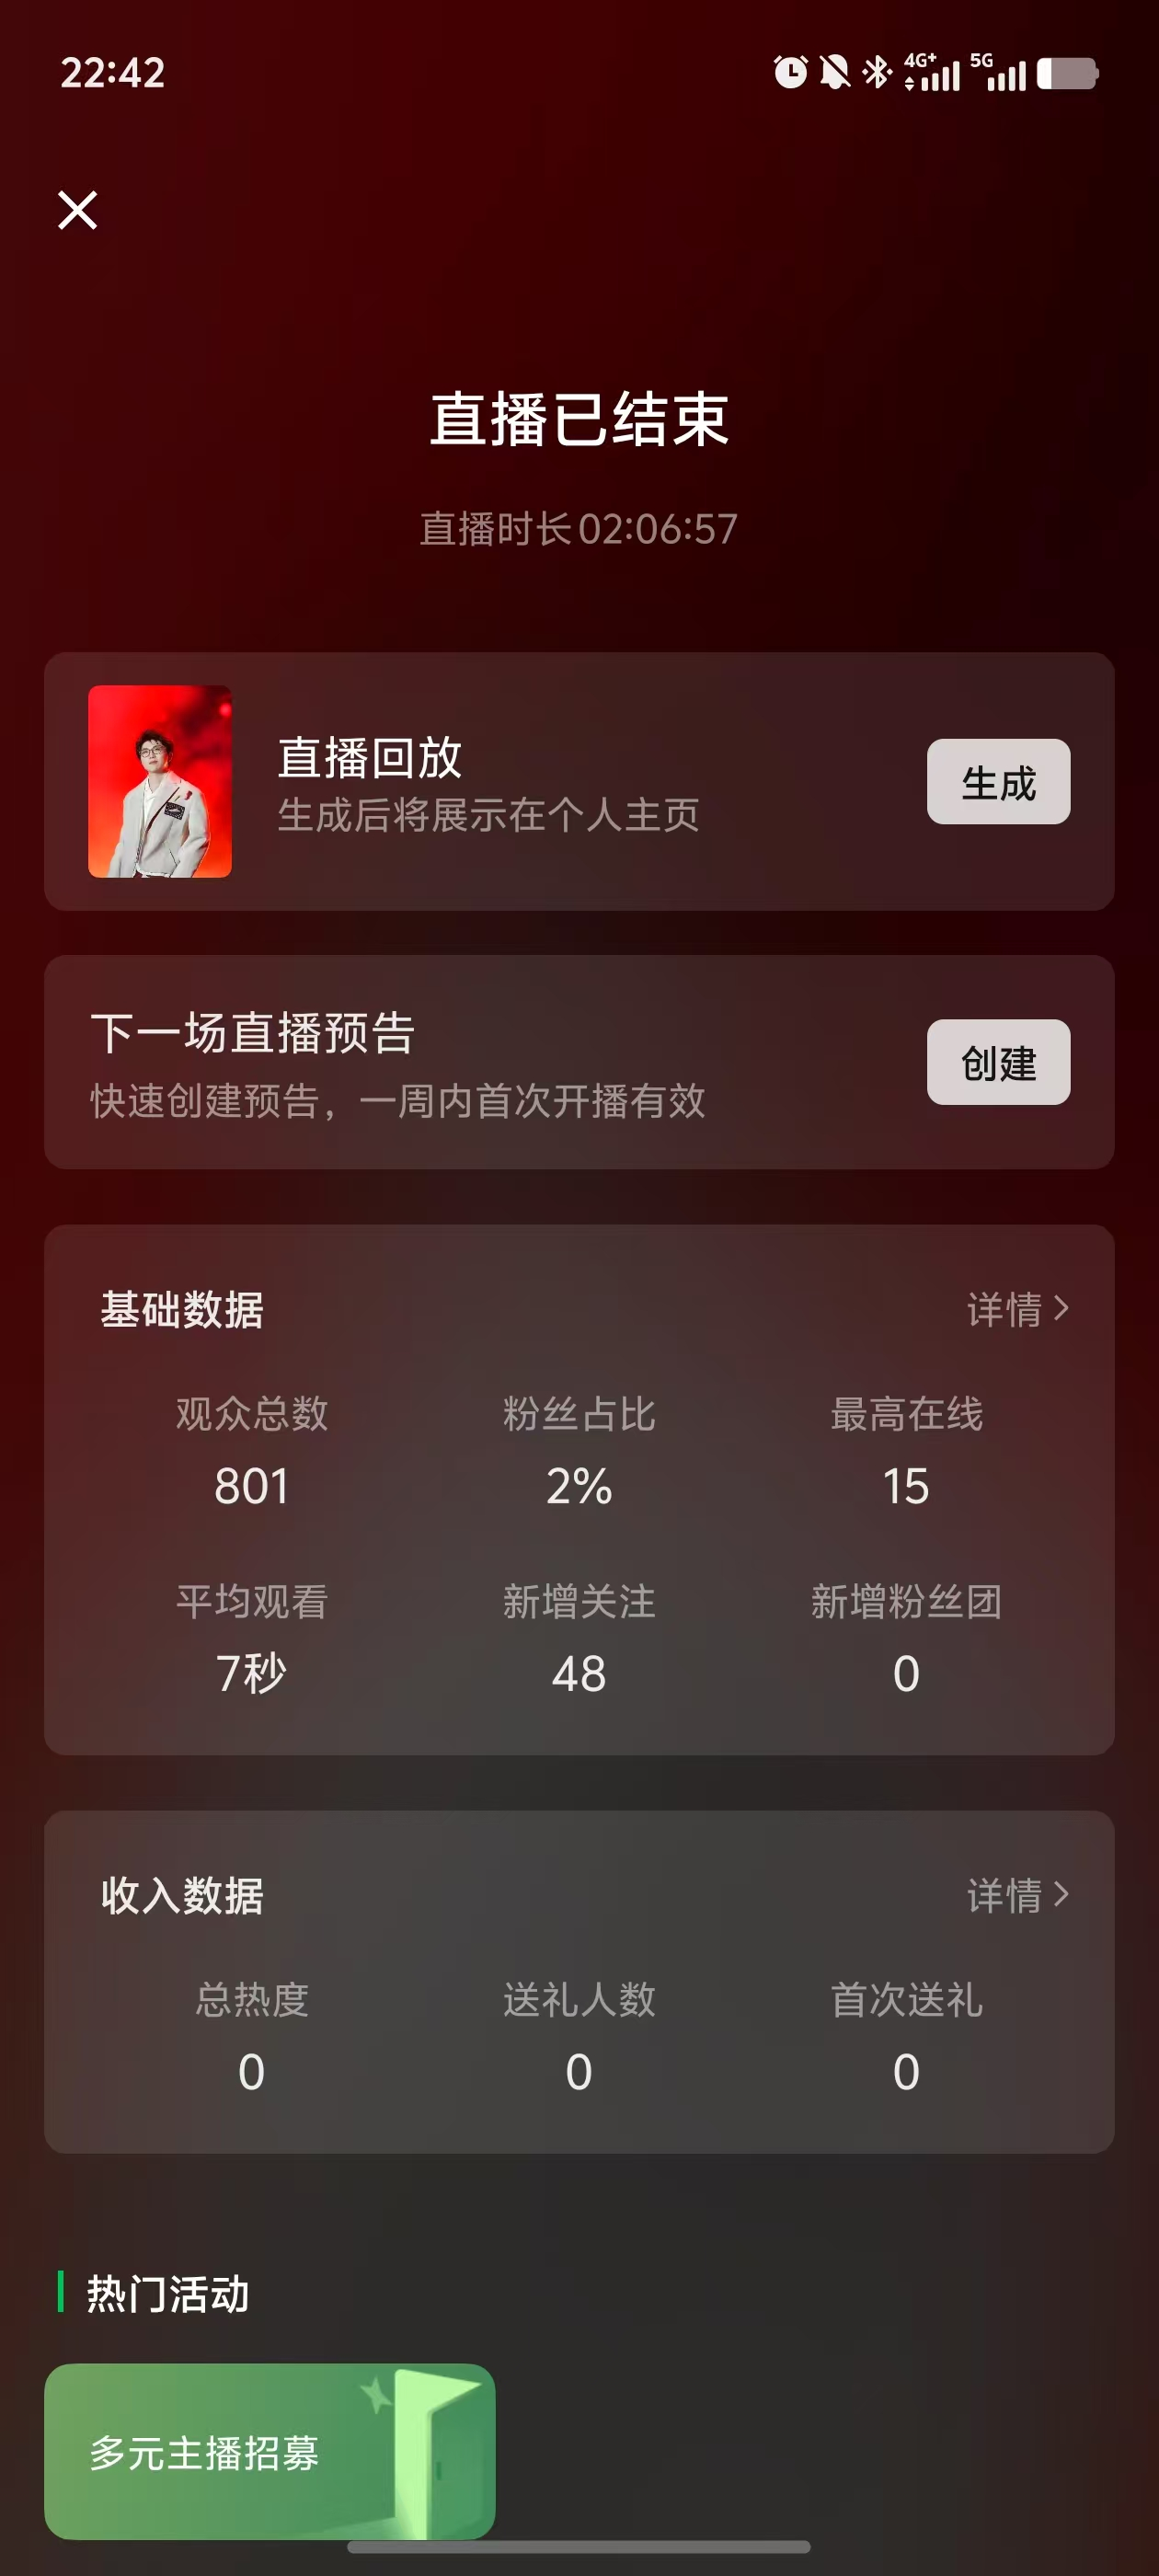 22:42
4G+ 5G
直播已结束
直播时长02:06:57
直播回放
生成后将展示在个人主页
生成
下一场直播预告
快速创建预告，一周内首次开播有效
创建
基础数据
详情
观众总数 粉丝占比 最高在线
801 2% 15
平均观看 新增关注 新增粉丝团
7秒 48 0
收入数据
详情
总热度 送礼人数 首次送礼
0 0 0
热门活动
多元主播招募